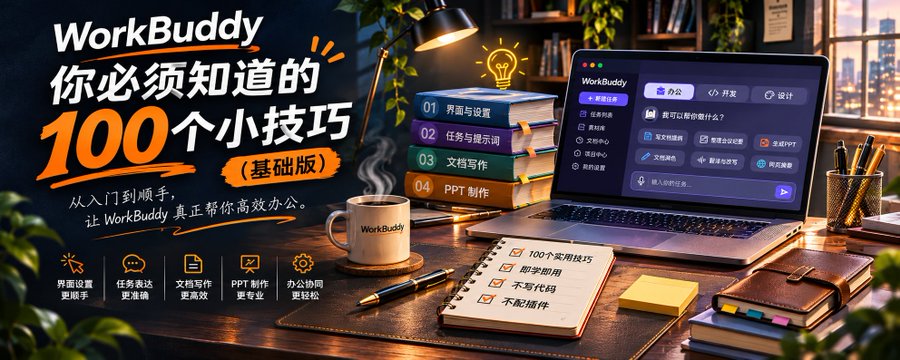 WorkBuddy
你必须知道的
100个小技巧
(基础版)
从入门到顺手，
让 WorkBuddy 真正帮你高效办公。
界面设置
更顺手
任务表达
更准确
文档写作
更高效
PPT 制作
更专业
办公协同
更轻松
WorkBuddy
01 界面与设置
02 任务与提示词
03 文档写作
04 PPT 制作
WorkBuddy
+ 新建任务
任务列表
素材库
文档中心
项目中心
我的设置
办公
</> 开发
设计
我可以帮你做什么？
写文档提纲
整理会议纪要
生成PPT
文档润色
翻译与改写
网页摘要
输入你的任务...
100个实用技巧
即学即用
不写代码
不配插件